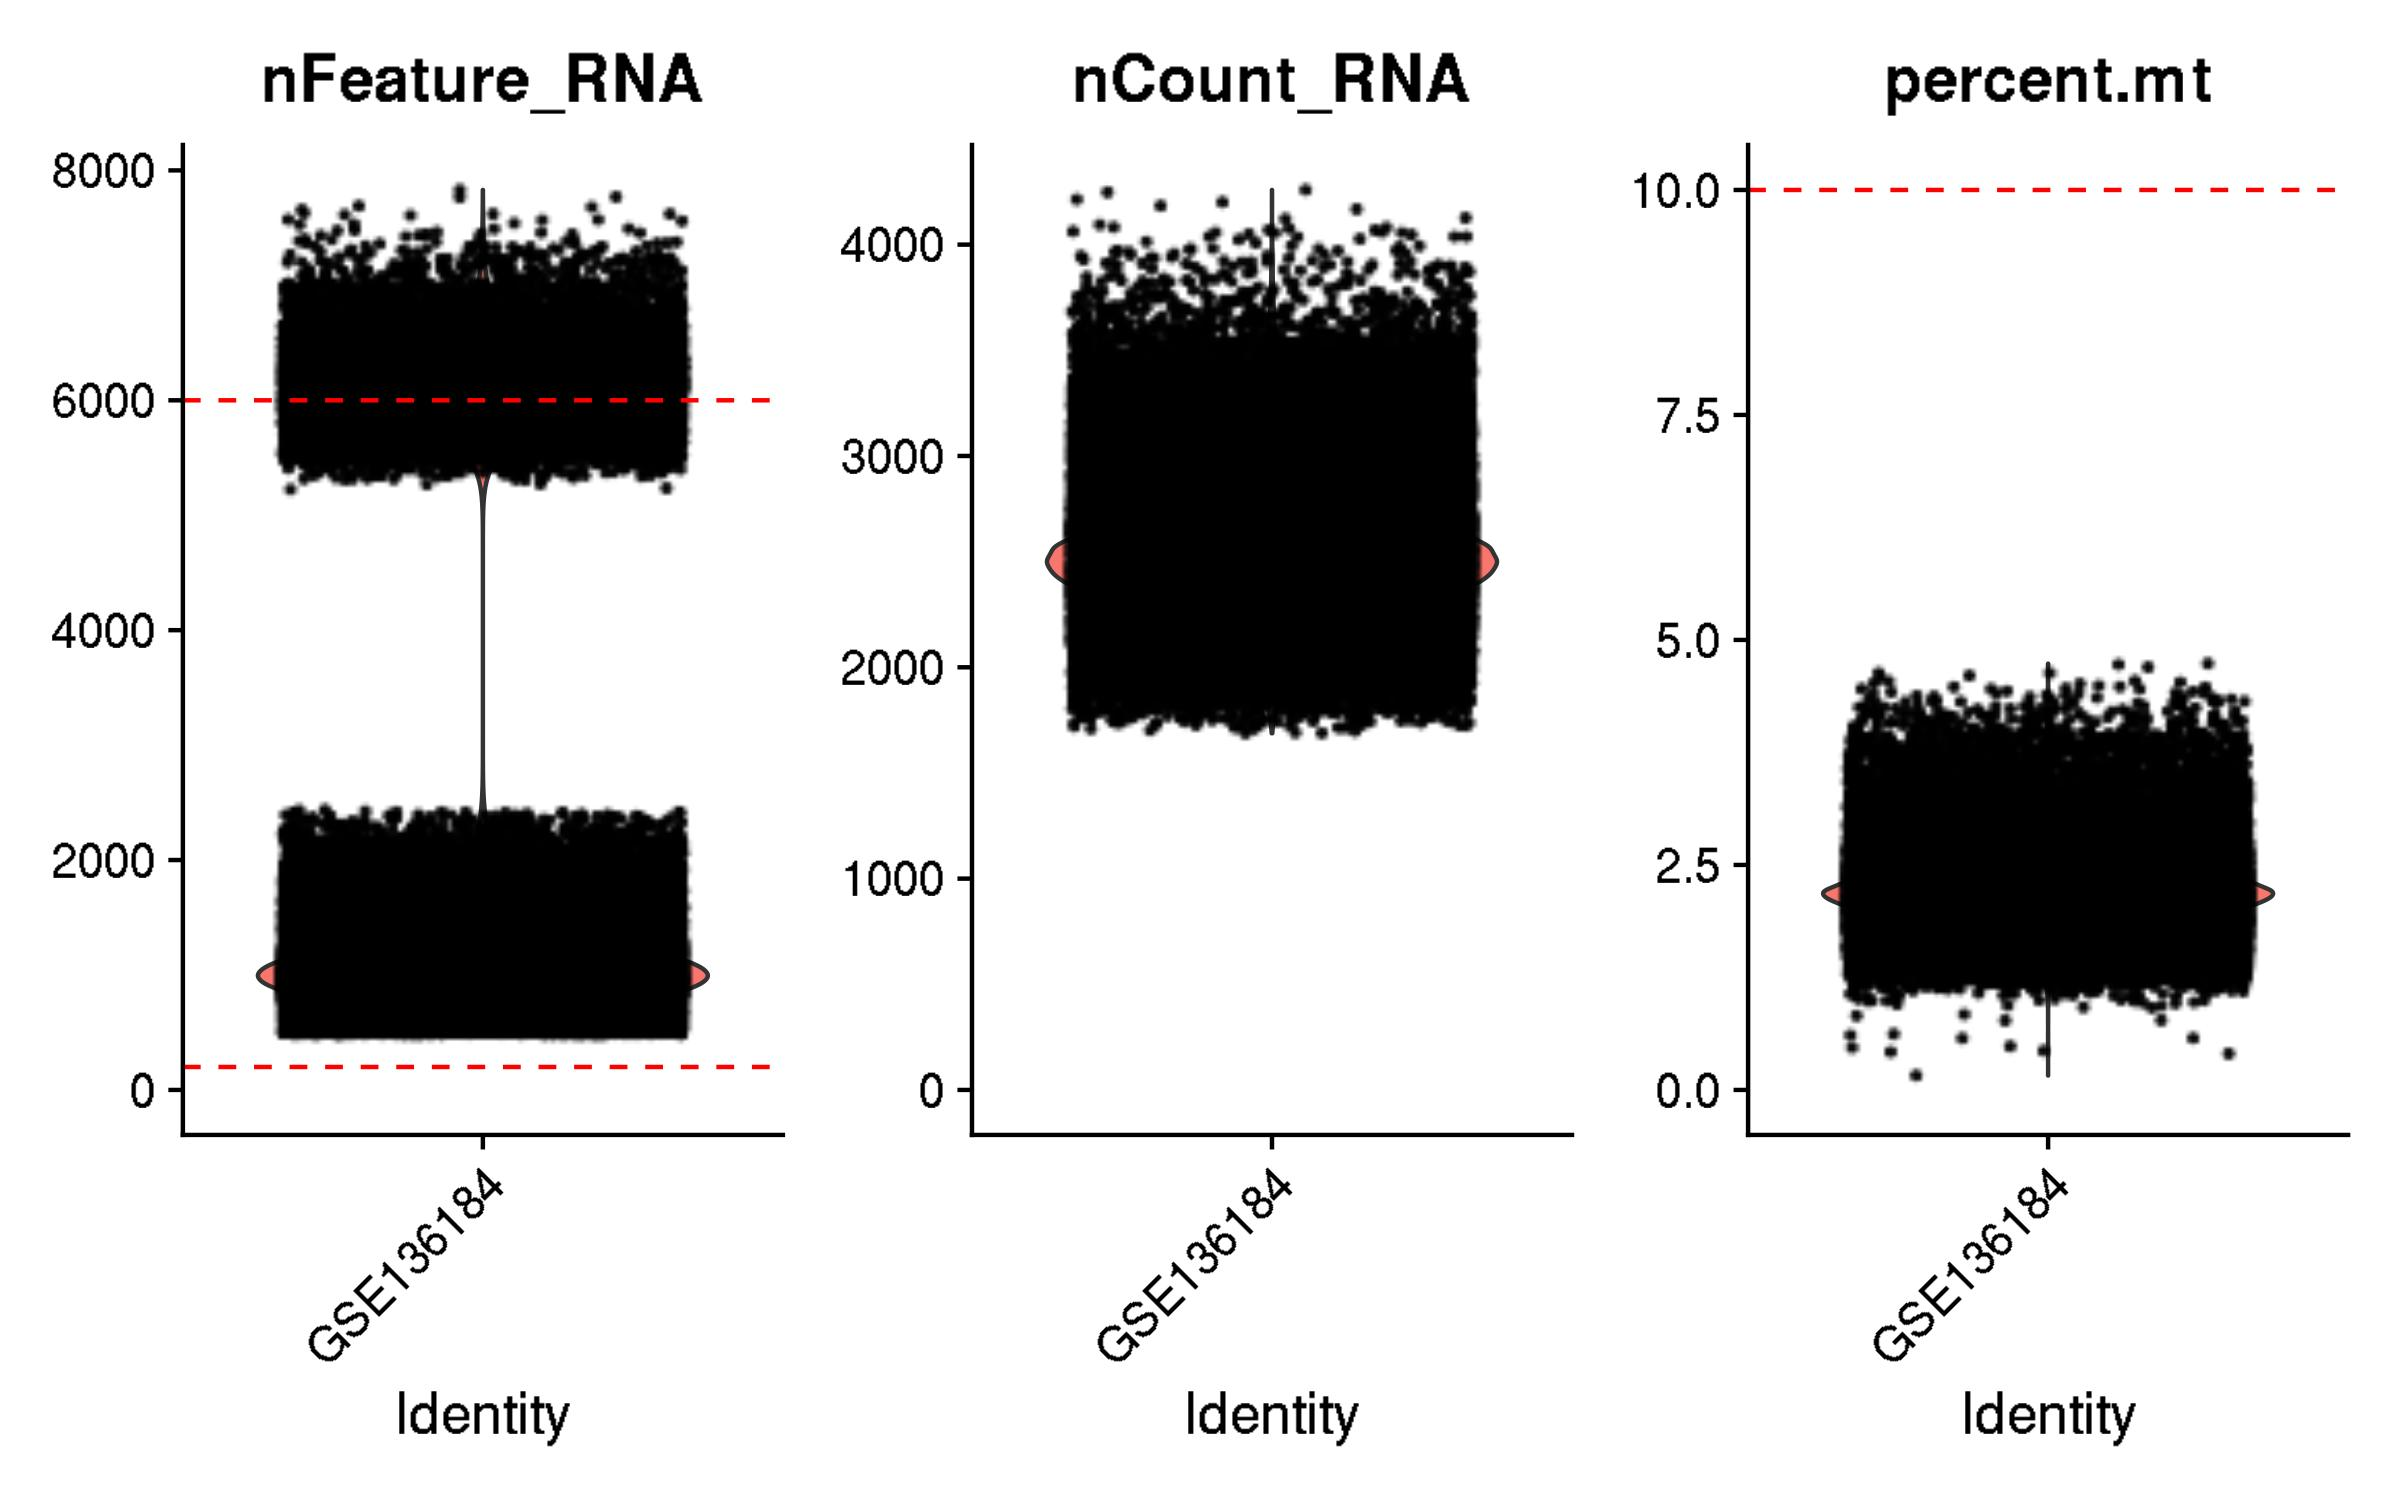 nFeature_RNA
8000
6000
4000
2000
0
GSE136184
Identity
nCount_RNA
4000
3000
2000
1000
0
GSE136184
Identity
percent.mt
10.0
7.5
5.0
2.5
0.0
GSE136184
Identity